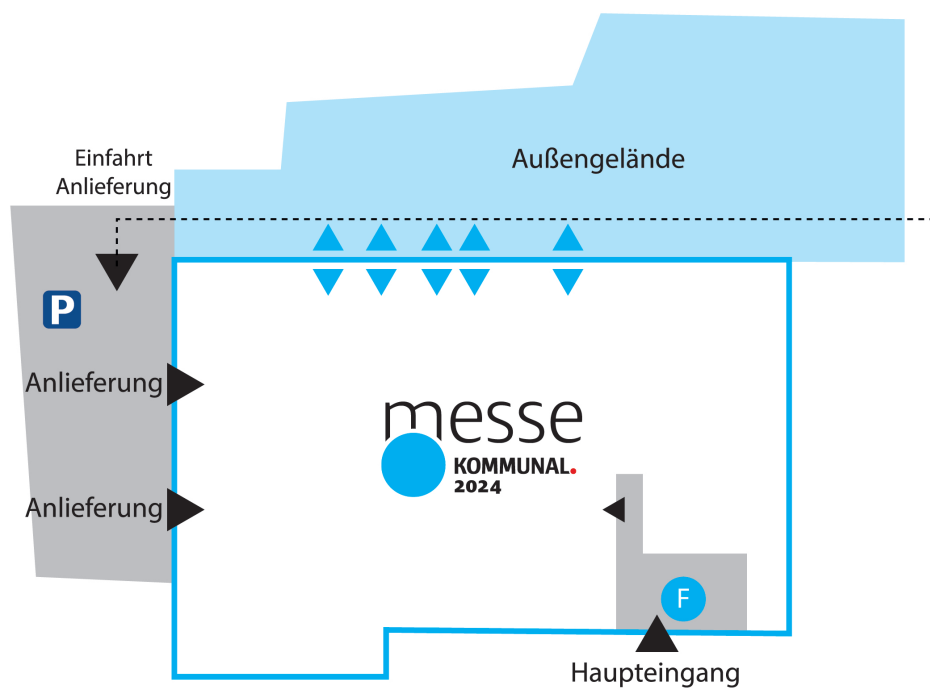 Außengelände
Einfahrt
Anlieferung
P
Anlieferung
messe
KOMMUNAL.
2024
Anlieferung
F
Haupteingang